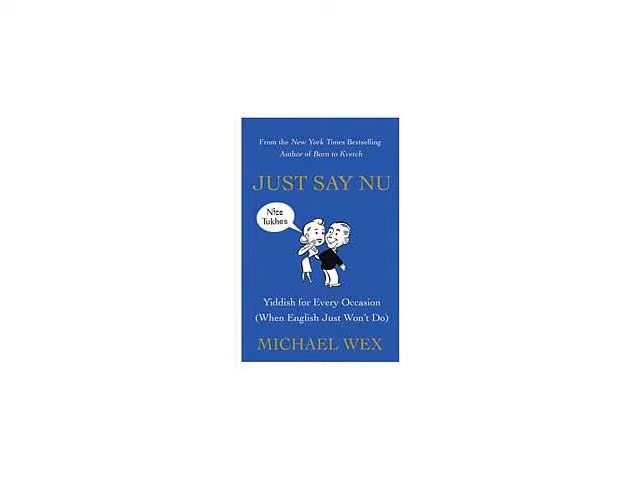 From the New York Times Bestselling
Author of Born to Kvetch
JUST SAY NU
Nice
Tukhes
Yiddish for Every Occasion
(When English Just Won't Do)
MICHAEL WEX